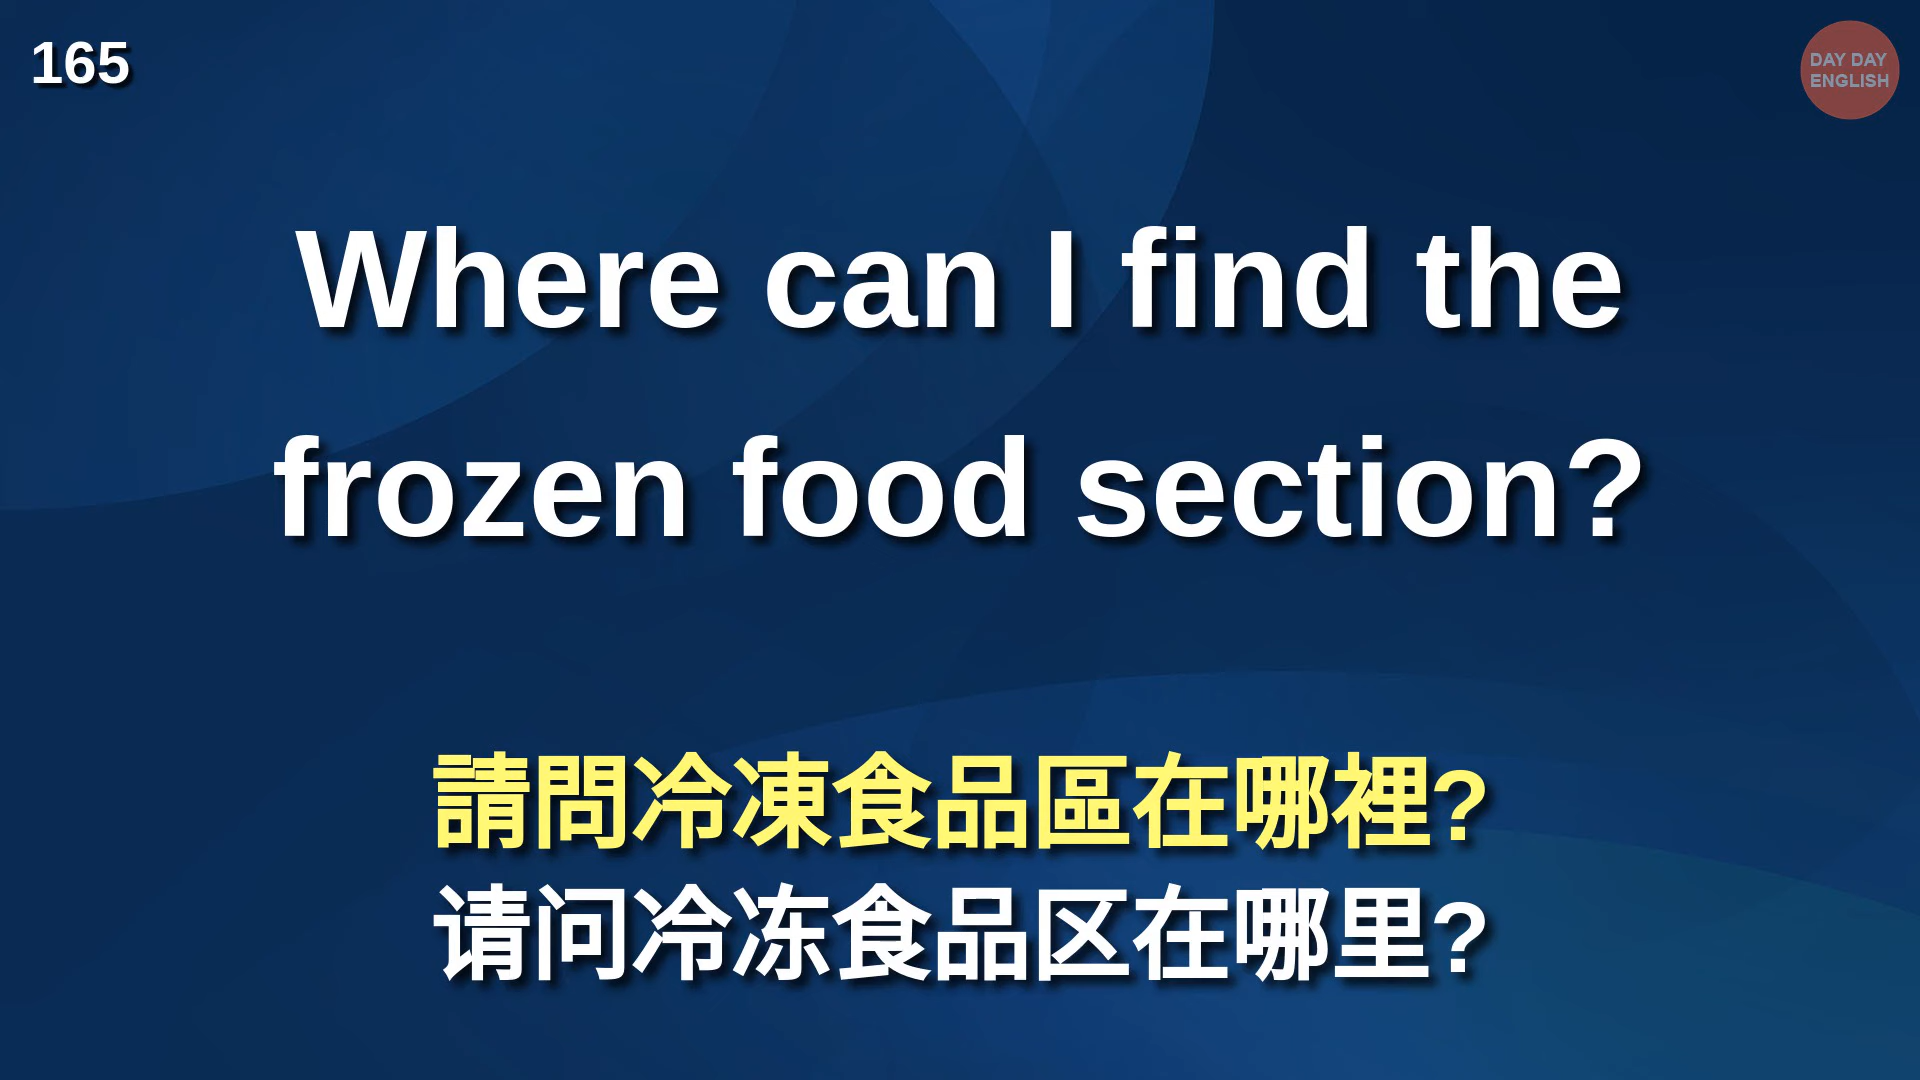 165
DAY DAY
ENGLISH
Where can I find the
frozen food section?
請問冷凍食品區在哪裡?
请问冷冻食品区在哪里?